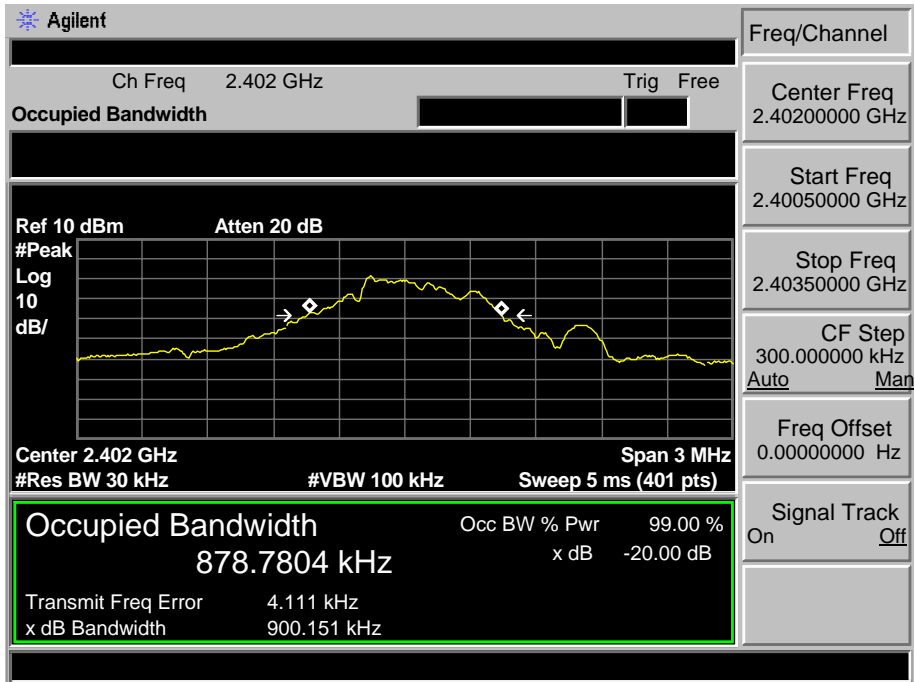 Agilent
Freq/Channel
Ch Freq 2.402 GHz Trig Free
Occupied Bandwidth
Center Freq
2.40200000 GHz
Start Freq
2.40050000 GHz
Stop Freq
2.40350000 GHz
CF Step
300.000000 kHz
Auto Man
Freq Offset
0.00000000 Hz
Signal Track
On Off
Ref 10 dBm Atten 20 dB
#Peak
Log
10
dB/
Center 2.402 GHz Span 3 MHz
#Res BW 30 kHz #VBW 100 kHz Sweep 5 ms (401 pts)
Occupied Bandwidth
878.7804 kHz
Occ BW % Pwr 99.00 %
x dB -20.00 dB
Transmit Freq Error 4.111 kHz
x dB Bandwidth 900.151 kHz